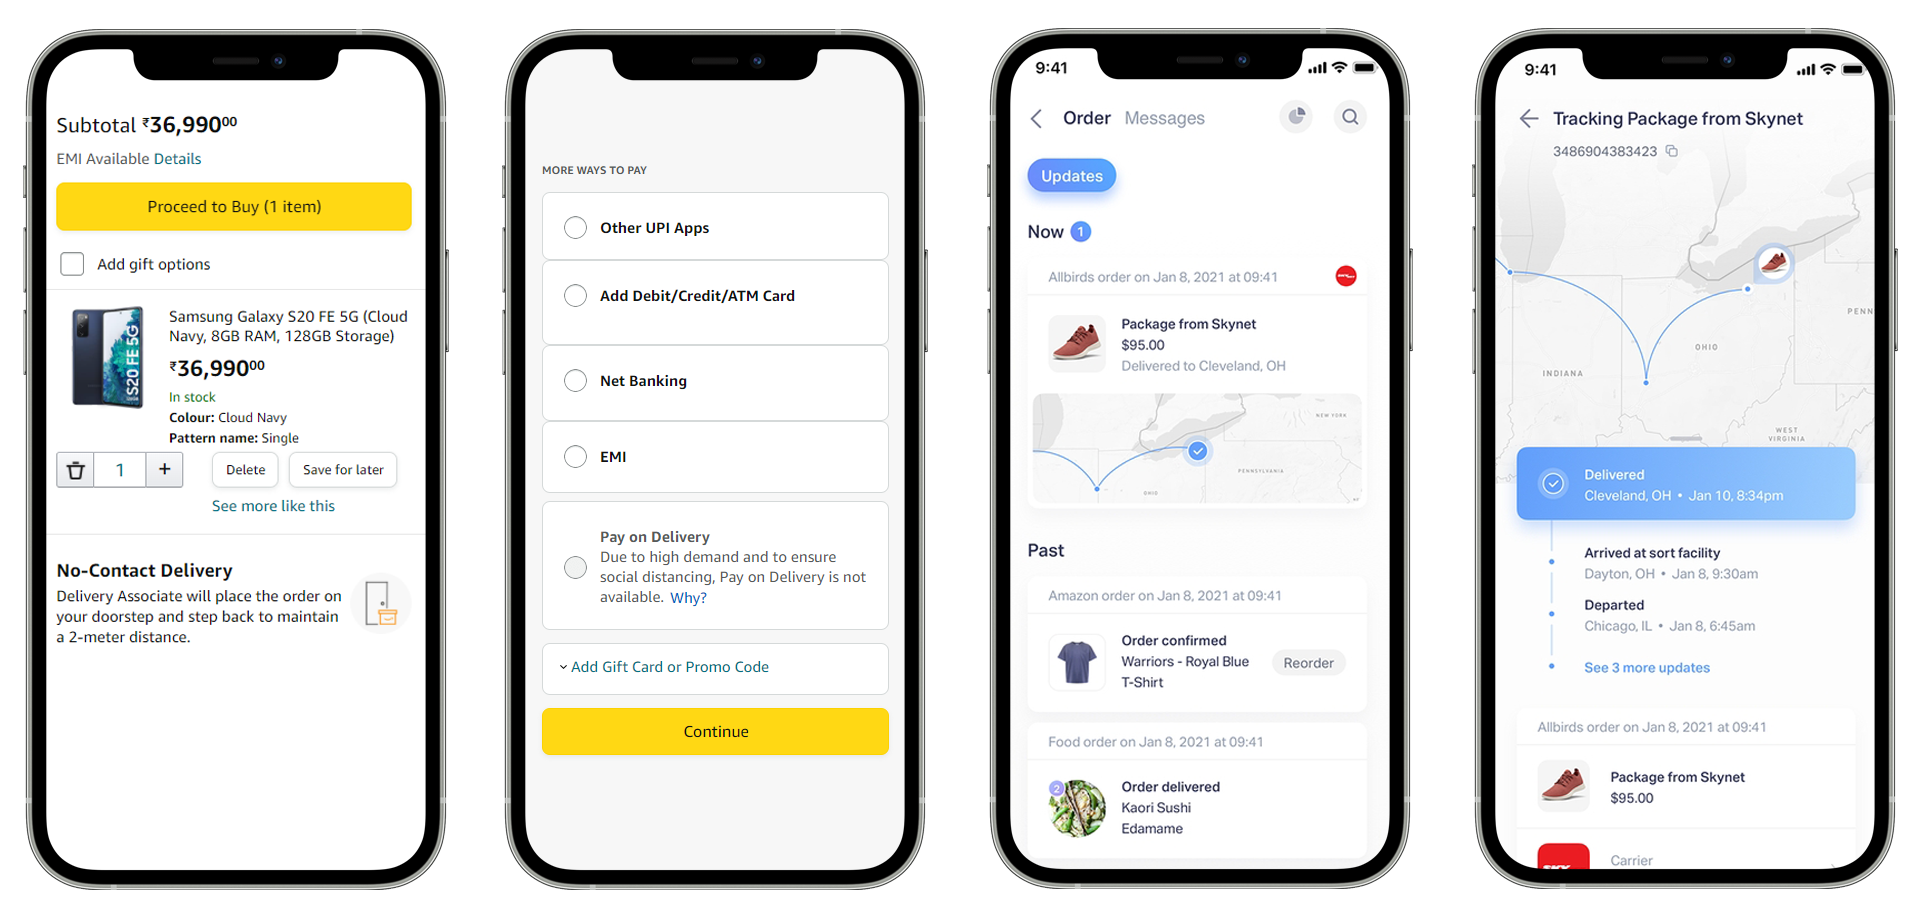 Subtotal ₹36,990⁰⁰
EMI Available Details
Proceed to Buy (1 item)
Add gift options
Samsung Galaxy S20 FE 5G (Cloud
Navy, 8GB RAM, 128GB Storage)
₹36,990⁰⁰
In stock
Colour: Cloud Navy
Pattern name: Single
S20 FE 5G
1 +
Delete
Save for later
See more like this
No-Contact Delivery
Delivery Associate will place the order on
your doorstep and step back to maintain
a 2-meter distance.
MORE WAYS TO PAY
Other UPI Apps
Add Debit/Credit/ATM Card
Net Banking
EMI
Pay on Delivery
Due to high demand and to ensure
social distancing, Pay on Delivery is not
available. Why?
Add Gift Card or Promo Code
Continue
9:41
Order Messages
Updates
Now 1
Allbirds order on Jan 8, 2021 at 09:41
Package from Skynet
$95.00
Delivered to Cleveland, OH
NEW YORK
PENNSYLVANIA
OHIO
Past
Amazon order on Jan 8, 2021 at 09:41
Order confirmed
Warriors - Royal Blue
T-Shirt
Reorder
Food order on Jan 8, 2021 at 09:41
2
Order delivered
Kaori Sushi
Edamame
9:41
Tracking Package from Skynet
3486904383423
PENN
OHIO
INDIANA
WEST
VIRGINIA
Delivered
Cleveland, OH • Jan 10, 8:34pm
Arrived at sort facility
Dayton, OH • Jan 8, 9:30am
Departed
Chicago, IL • Jan 8, 6:45am
See 3 more updates
Allbirds order on Jan 8, 2021 at 09:41
Package from Skynet
$95.00
Carrier